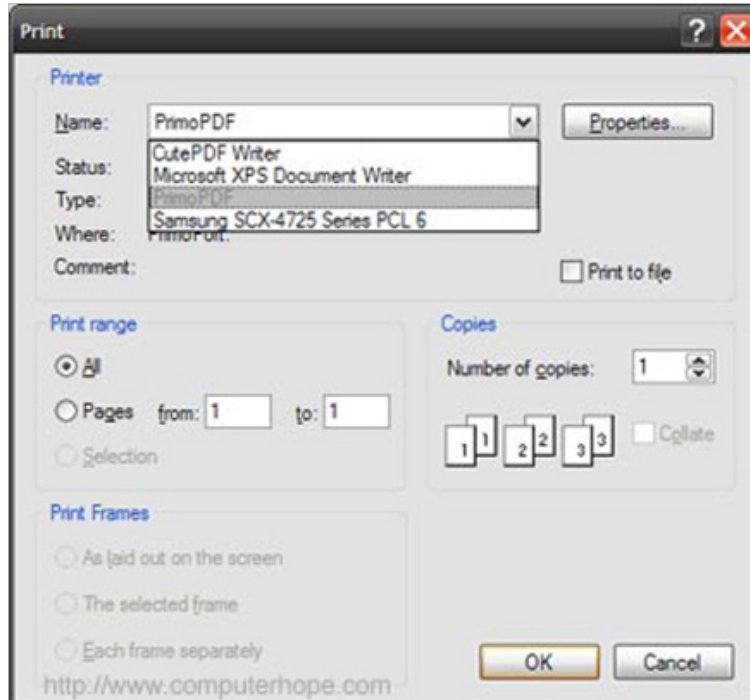 Print
?
Printer
Name: PrimoPDF Properties...
CutePDF Writer
Status:
Microsoft XPS Document Writer
Type: PrimoPDF
Samsung SCX-4725 Series PCL 6
Where: PrimoPort:
Comment: Print to file
Print range
All
Pages from: 1 to: 1
Selection
Copies
Number of copies: 1
1 1 2 2 3 3 Collate
Print Frames
As laid out on the screen
The selected frame
Each frame separately
OK Cancel
http://www.computerhope.com